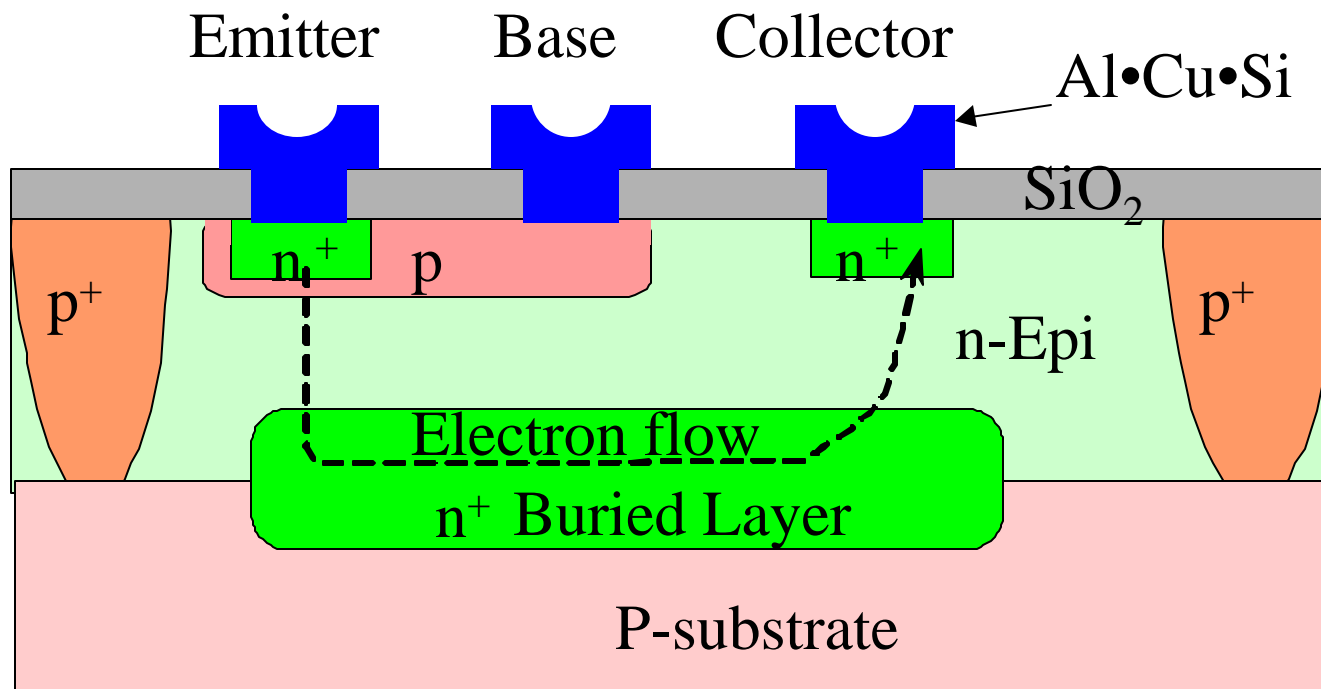 Emitter Base Collector
Al•Cu•Si
SiO₂
n⁺ p n⁺
p⁺ p⁺
n-Epi
Electron flow
n⁺ Buried Layer
P-substrate